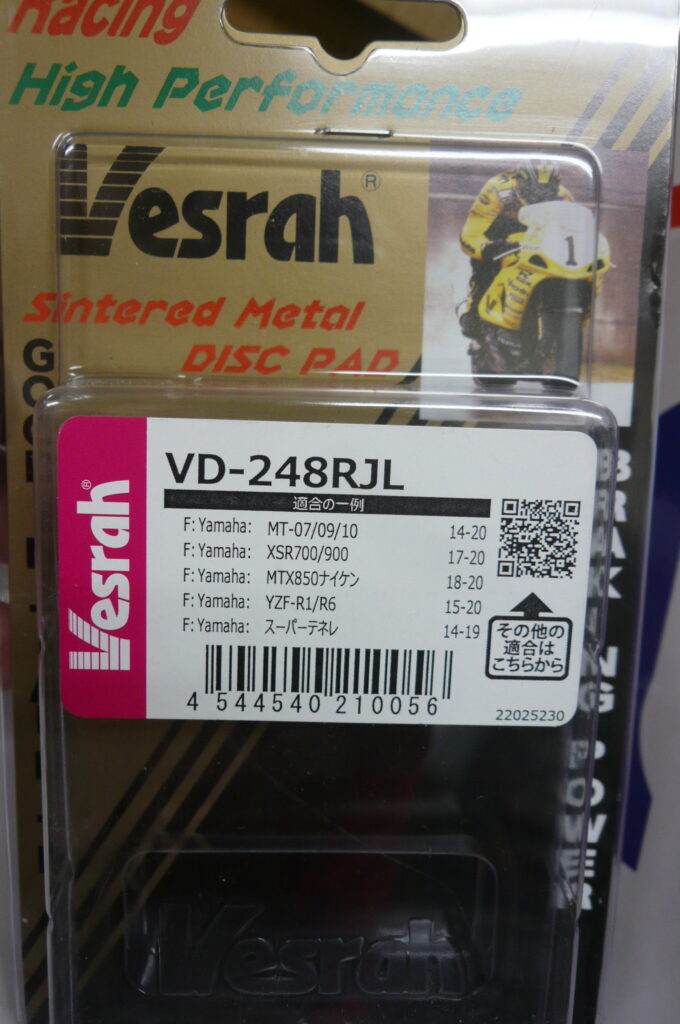 Racing
High Performance
Vesrah®
Sintered Metal
DISC PAD
BRAKING POWER
Vesrah®
VD-248RJL
適合の一例
F: Yamaha: MT-07/09/10 14-20
F: Yamaha: XSR700/900 17-20
F: Yamaha: MTX850ナイケン 18-20
F: Yamaha: YZF-R1/R6 15-20
F: Yamaha: スーパーテネレ 14-19
その他の
適合は
こちらから
4 544540 210056
22025230
1
Vesrah